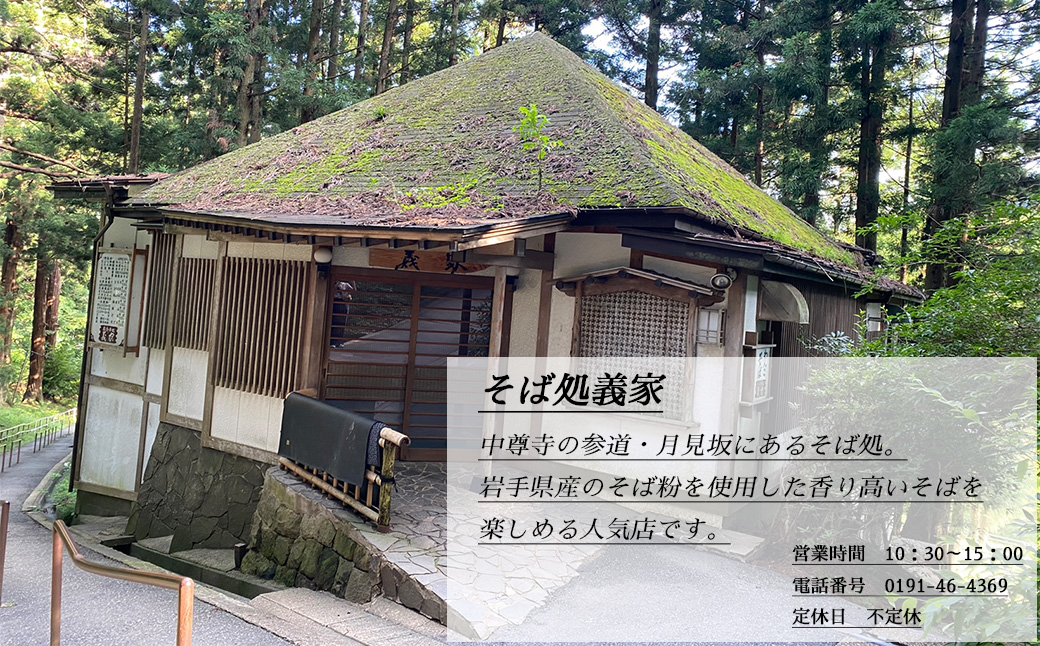 そば処義家
中尊寺の参道・月見坂にあるそば処。
岩手県産のそば粉を使用した香り高いそばを
楽しめる人気店です。
営業時間　10：30～15：00
電話番号　0191-46-4369
定休日　不定休